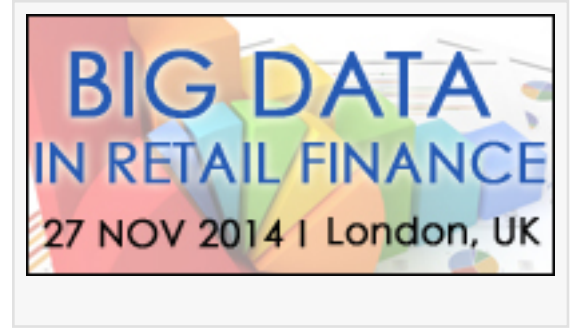 BIG DATA
IN RETAIL FINANCE
27 NOV 2014 | London, UK